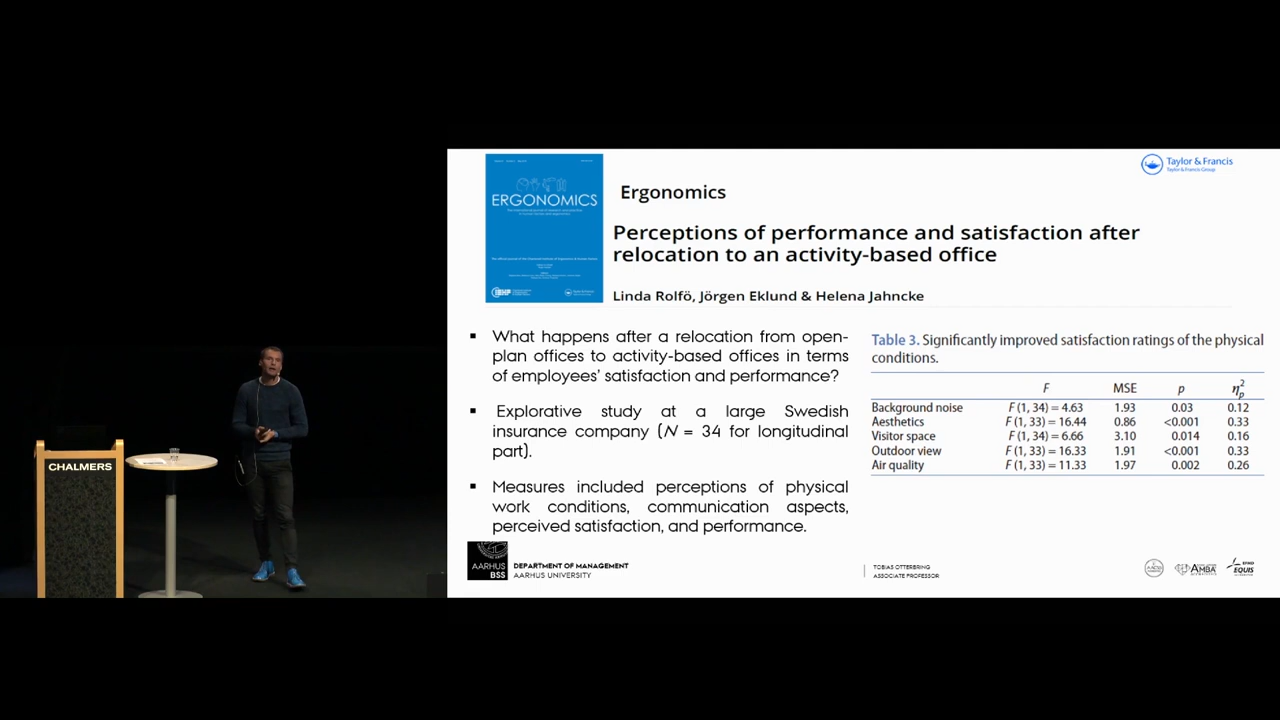 CHALMERS
ERGONOMICS
Taylor & Francis
Taylor & Francis Group
Ergonomics
Perceptions of performance and satisfaction after
relocation to an activity-based office
Linda Rolfö, Jörgen Eklund & Helena Jahncke
▪ What happens after a relocation from open-
plan offices to activity-based offices in terms
of employees’ satisfaction and performance?
▪ Explorative study at a large Swedish
insurance company (N = 34 for longitudinal
part).
▪ Measures included perceptions of physical
work conditions, communication aspects,
perceived satisfaction, and performance.
Table 3. Significantly improved satisfaction ratings of the physical
conditions.
F MSE p η²p
Background noise F (1, 34) = 4.63 1.93 0.03 0.12
Aesthetics F (1, 33) = 16.44 0.86 <0.001 0.33
Visitor space F (1, 34) = 6.66 3.10 0.014 0.16
Outdoor view F (1, 33) = 16.33 1.91 <0.001 0.33
Air quality F (1, 33) = 11.33 1.97 0.002 0.26
AARHUS
BSS
DEPARTMENT OF MANAGEMENT
AARHUS UNIVERSITY
TOBIAS OTTERBRING
ASSOCIATE PROFESSOR
AMBA
EFMD
EQUIS